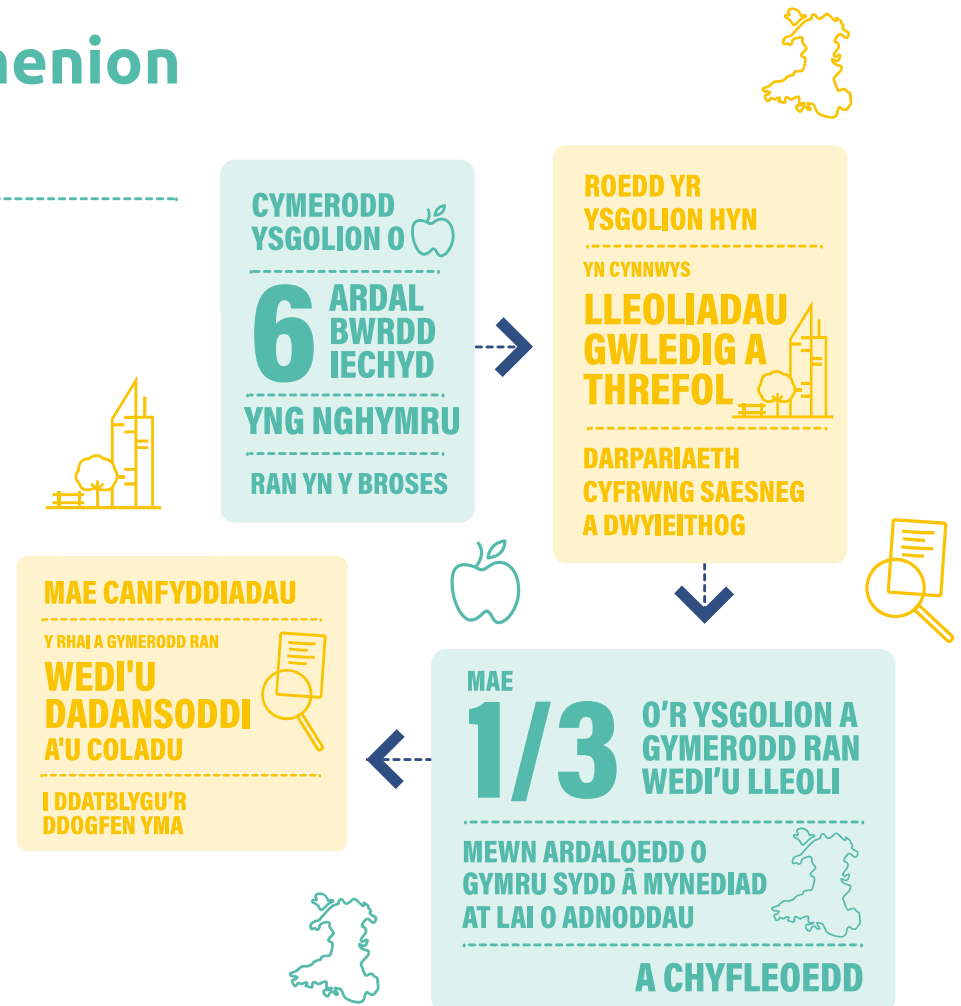 CYMERODD
YSGOLION O
6 ARDAL
BWRDD
IECHYD
YNG NGHYMRU
RAN YN Y BROSES
ROEDD YR
YSGOLION HYN
YN CYNNWYS
LLEOLIADAU
GWLEDIG A
THREFOL
DARPARIAETH
CYFRWNG SAESNEG
A DWYIEITHOG
MAE
1/3 O'R YSGOLION A
GYMERODD RAN
WEDI'U LLEOLI
MEWN ARDALOEDD O
GYMRU SYDD Â MYNEDIAD
AT LAI O ADNODDAU
A CHYFLEOEDD
MAE CANFYDDIADAU
Y RHAI A GYMERODD RAN
WEDI'U
DADANSODDI
A'U COLADU
I DDATBLYGU'R
DDOGFEN YMA